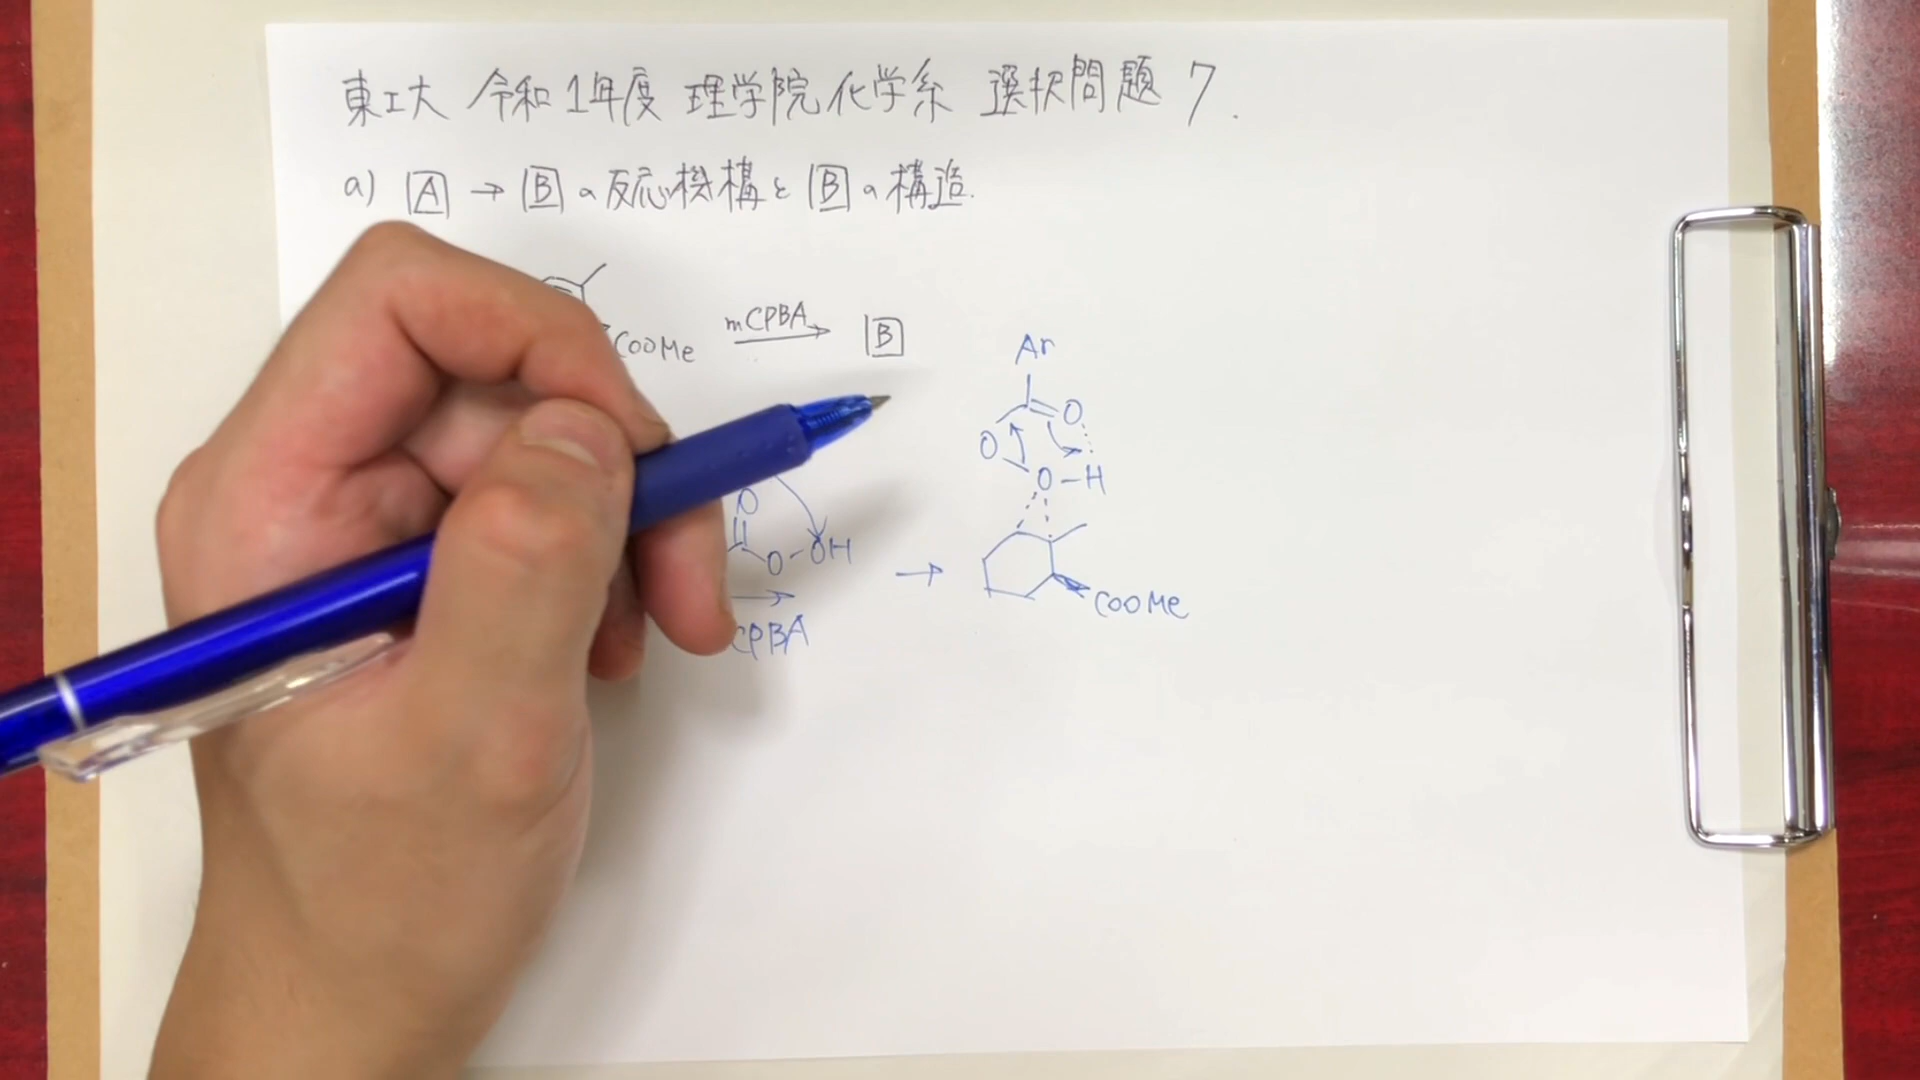 東工大 令和1年度 理学院化学系 選択問題 7.
a) A → B の反応機構と B の構造.
COOMe mCPBA B
Ar
O
O
O-H
O
O-OH
→
COOMe
CPBA